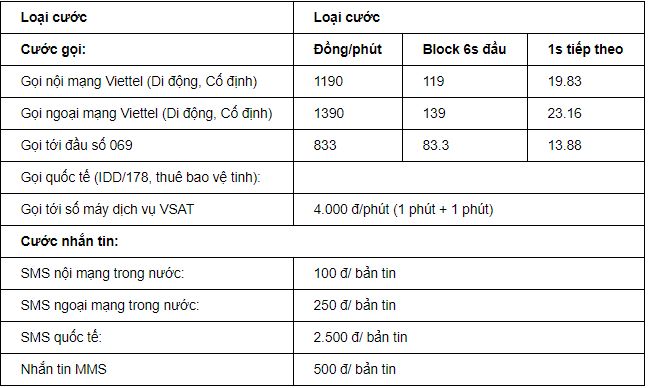 Loại cước Loại cước
Cước gọi: Đồng/phút Block 6s đầu 1s tiếp theo
Gọi nội mạng Viettel (Di động, Cố định) 1190 119 19.83
Gọi ngoại mạng Viettel (Di động, Cố định) 1390 139 23.16
Gọi tới đầu số 069 833 83.3 13.88
Gọi quốc tế (IDD/178, thuê bao vệ tinh):
Gọi tới số máy dịch vụ VSAT 4.000 đ/phút (1 phút + 1 phút)
Cước nhắn tin:
SMS nội mạng trong nước: 100 đ/ bản tin
SMS ngoại mạng trong nước: 250 đ/ bản tin
SMS quốc tế: 2.500 đ/ bản tin
Nhắn tin MMS 500 đ/ bản tin